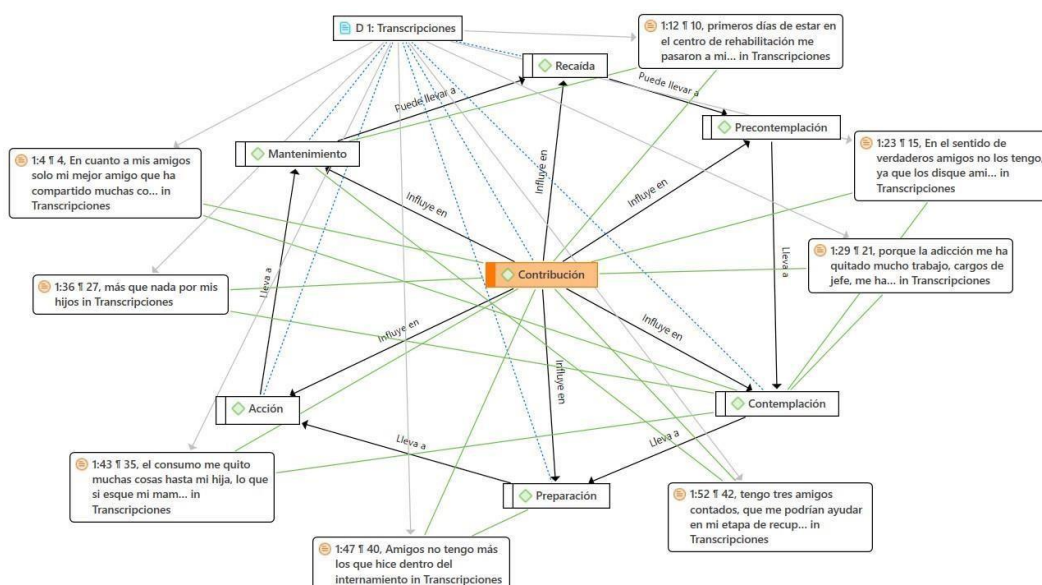 D 1: Transcripciones
1:12 ¶ 10, primeros días de estar en
el centro de rehabilitación me
pasaron a mi... in Transcripciones
Recaída
Puede llevar a
Puede llevar a
Precontemplación
Mantenimiento
1:4 ¶ 4, En cuanto a mis amigos
solo mi mejor amigo que ha
compartido muchas co... in
Transcripciones
1:23 ¶ 15, En el sentido de
verdaderos amigos no los tengo,
ya que los disque ami... in
Transcripciones
Influye en
Influye en
Influye en
Lleva a
1:29 ¶ 21, porque la adicción me ha
quitado mucho trabajo, cargos de
jefe, me ha... in Transcripciones
Contribución
1:36 ¶ 27, más que nada por mis
hijos in Transcripciones
Lleva a
Influye en
Influye en
Influye en
Acción
Contemplación
Lleva a
Lleva a
1:43 ¶ 35, el consumo me quito
muchas cosas hasta mi hija, lo que
si esque mi mam... in
Transcripciones
Preparación
1:52 ¶ 42, tengo tres amigos
contados, que me podrían ayudar
en mi etapa de recup... in
Transcripciones
1:47 ¶ 40, Amigos no tengo más
los que hice dentro del
internamiento in Transcripciones